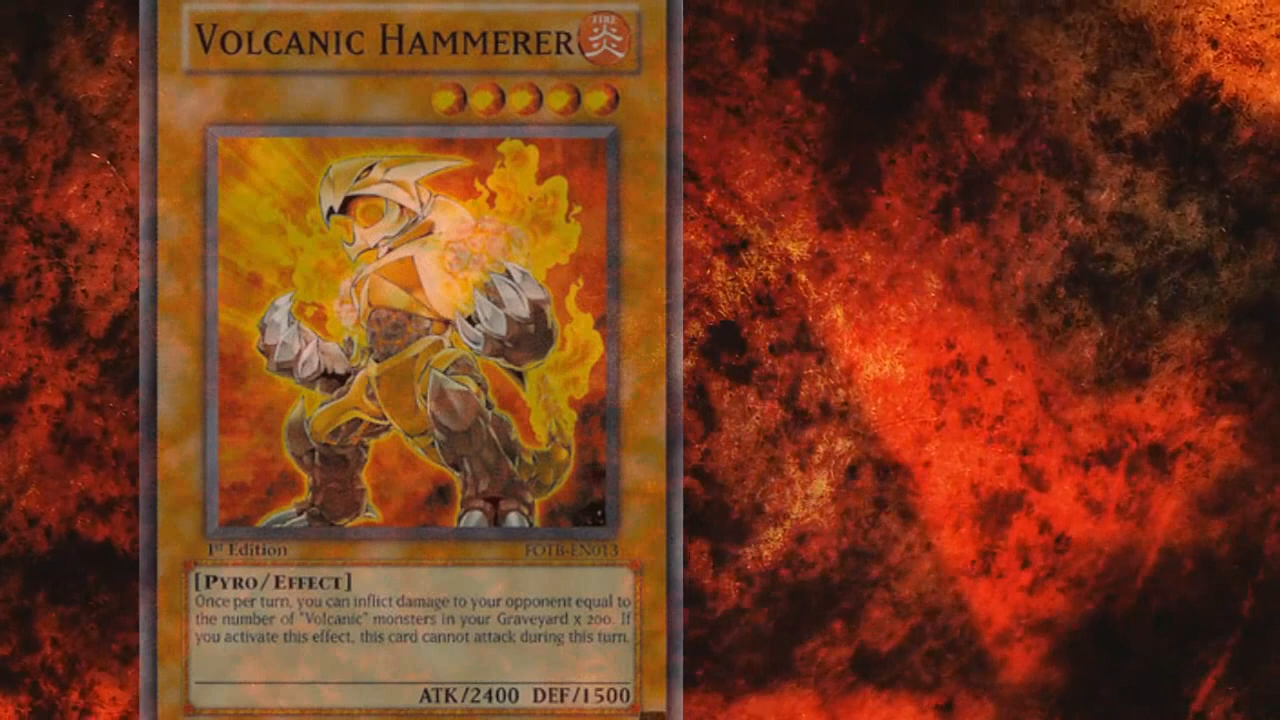 VOLCANIC HAMMERER
FIRE
炎
1st Edition
FOTB-EN013
[PYRO/EFFECT]
Once per turn, you can inflict damage to your opponent equal to
the number of "Volcanic" monsters in your Graveyard x 200. If
you activate this effect, this card cannot attack during this turn.
ATK/2400 DEF/1500